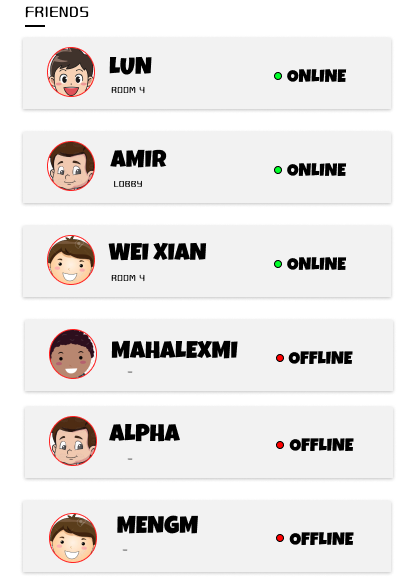 FRIENDS
LUN
ONLINE
ROOM 4
AMIR
ONLINE
LOBBY
WEI XIAN
ONLINE
ROOM 4
MAHALEXMI
OFFLINE
-
ALPHA
OFFLINE
-
MENGM
OFFLINE
-